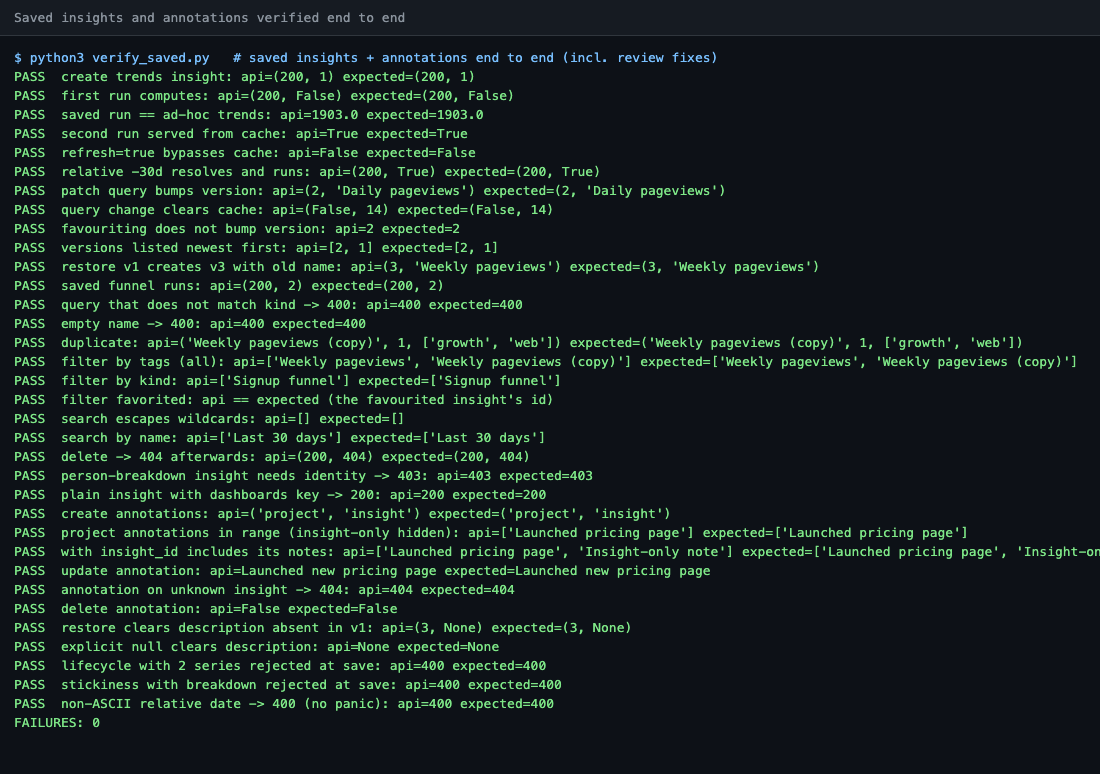 Saved insights and annotations verified end to end
$ python3 verify_saved.py   # saved insights + annotations end to end (incl. review fixes)
PASS  create trends insight: api=(200, 1) expected=(200, 1)
PASS  first run computes: api=(200, False) expected=(200, False)
PASS  saved run == ad-hoc trends: api=1903.0 expected=1903.0
PASS  second run served from cache: api=True expected=True
PASS  refresh=true bypasses cache: api=False expected=False
PASS  relative -30d resolves and runs: api=(200, True) expected=(200, True)
PASS  patch query bumps version: api=(2, 'Daily pageviews') expected=(2, 'Daily pageviews')
PASS  query change clears cache: api=(False, 14) expected=(False, 14)
PASS  favouriting does not bump version: api=2 expected=2
PASS  versions listed newest first: api=[2, 1] expected=[2, 1]
PASS  restore v1 creates v3 with old name: api=(3, 'Weekly pageviews') expected=(3, 'Weekly pageviews')
PASS  saved funnel runs: api=(200, 2) expected=(200, 2)
PASS  query that does not match kind -> 400: api=400 expected=400
PASS  empty name -> 400: api=400 expected=400
PASS  duplicate: api=('Weekly pageviews (copy)', 1, ['growth', 'web']) expected=('Weekly pageviews (copy)', 1, ['growth', 'web'])
PASS  filter by tags (all): api=['Weekly pageviews', 'Weekly pageviews (copy)'] expected=['Weekly pageviews', 'Weekly pageviews (copy)']
PASS  filter by kind: api=['Signup funnel'] expected=['Signup funnel']
PASS  filter favorited: api == expected (the favourited insight's id)
PASS  search escapes wildcards: api=[] expected=[]
PASS  search by name: api=['Last 30 days'] expected=['Last 30 days']
PASS  delete -> 404 afterwards: api=(200, 404) expected=(200, 404)
PASS  person-breakdown insight needs identity -> 403: api=403 expected=403
PASS  plain insight with dashboards key -> 200: api=200 expected=200
PASS  create annotations: api=('project', 'insight') expected=('project', 'insight')
PASS  project annotations in range (insight-only hidden): api=['Launched pricing page'] expected=['Launched pricing page']
PASS  with insight_id includes its notes: api=['Launched pricing page', 'Insight-only note'] expected=['Launched pricing page', 'Insight-on
PASS  update annotation: api=Launched new pricing page expected=Launched new pricing page
PASS  annotation on unknown insight -> 404: api=404 expected=404
PASS  delete annotation: api=False expected=False
PASS  restore clears description absent in v1: api=(3, None) expected=(3, None)
PASS  explicit null clears description: api=None expected=None
PASS  lifecycle with 2 series rejected at save: api=400 expected=400
PASS  stickiness with breakdown rejected at save: api=400 expected=400
PASS  non-ASCII relative date -> 400 (no panic): api=400 expected=400
FAILURES: 0